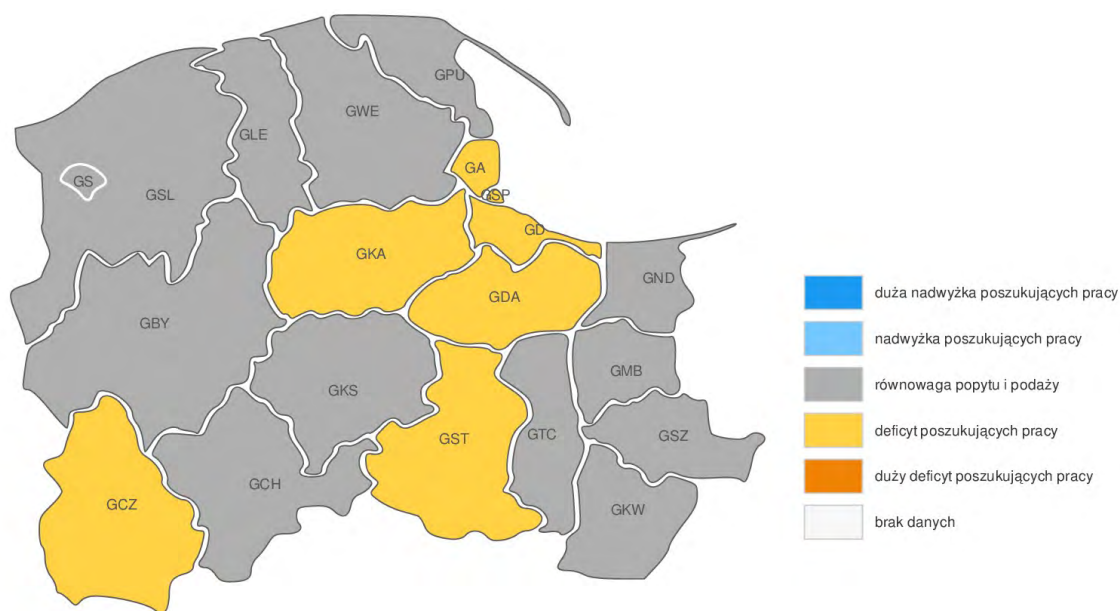 GPU
GWE
GLE
GA
GS
GSL
GSP
GD
GKA
GND
GDA
GBY
GMB
GKS
GST
GTC
GSZ
GCH
GCZ
GKW
duża nadwyżka poszukujących pracy
nadwyżka poszukujących pracy
równowaga popytu i podaży
deficyt poszukujących pracy
duży deficyt poszukujących pracy
brak danych